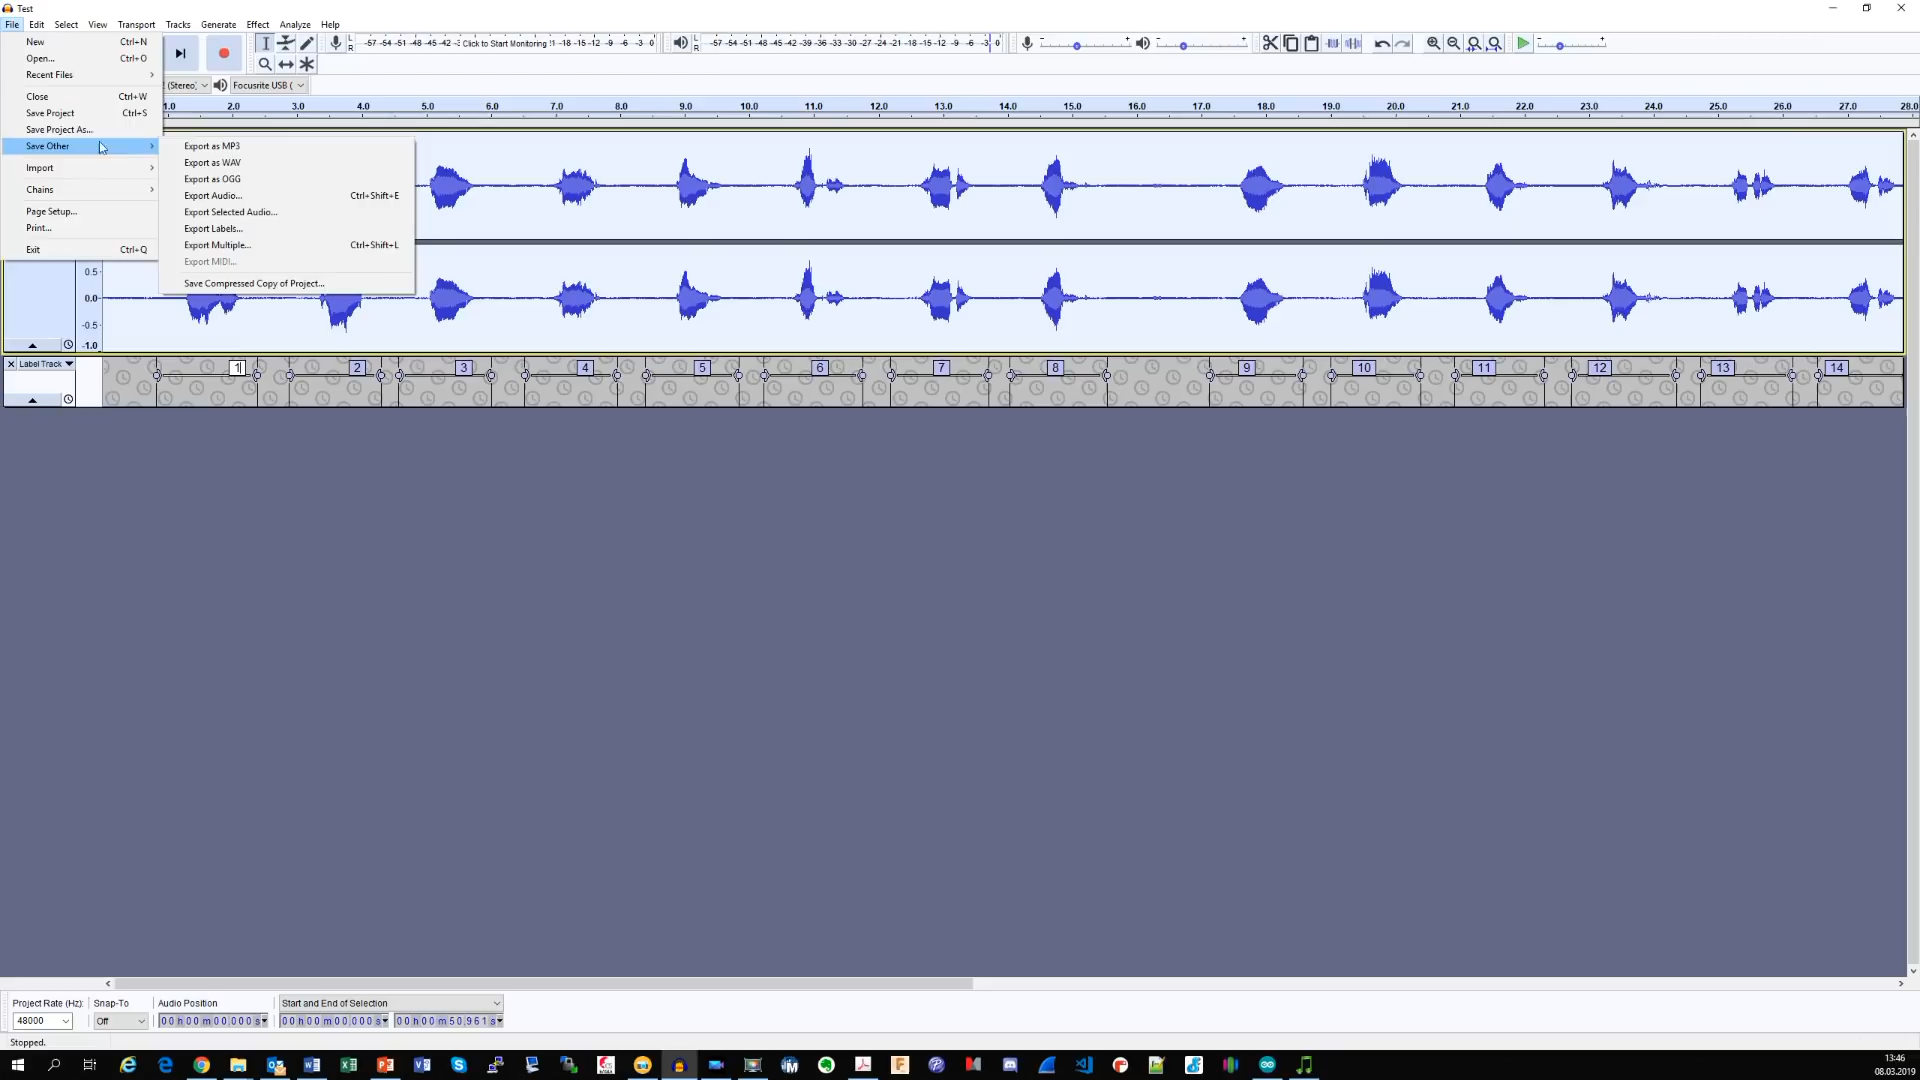 Test
File Edit Select View Transport Tracks Generate Effect Analyze Help
New Ctrl+N
Open... Ctrl+O
Recent Files
Close Ctrl+W
Save Project Ctrl+S
Save Project As...
Save Other
Import
Chains
Page Setup...
Print...
Exit Ctrl+Q
Export as MP3
Export as WAV
Export as OGG
Export Audio... Ctrl+Shift+E
Export Selected Audio...
Export Labels...
Export Multiple... Ctrl+Shift+L
Export MIDI...
Save Compressed Copy of Project...
L
R
-57 -54 -51 -48 -45 -42 Click to Start Monitoring -18 -15 -12 -9 -6 -3 0
L
R
-57 -54 -51 -48 -45 -42 -39 -36 -33 -30 -27 -24 -21 -18 -15 -12 -9 -6 -3 0
(Stereo) Focusrite USB (
1.0 2.0 3.0 4.0 5.0 6.0 7.0 8.0 9.0 10.0 11.0 12.0 13.0 14.0 15.0 16.0 17.0 18.0 19.0 20.0 21.0 22.0 23.0 24.0 25.0 26.0 27.0 28.0
0.5
0.0
-0.5
-1.0
Label Track
1 2 3 4 5 6 7 8 9 10 11 12 13 14
Project Rate (Hz): Snap-To Audio Position Start and End of Selection
48000 Off 00 h 00 m 00.000 s 00 h 00 m 00.000 s 00 h 00 m 50.961 s
Stopped.
13:46
08.03.2019